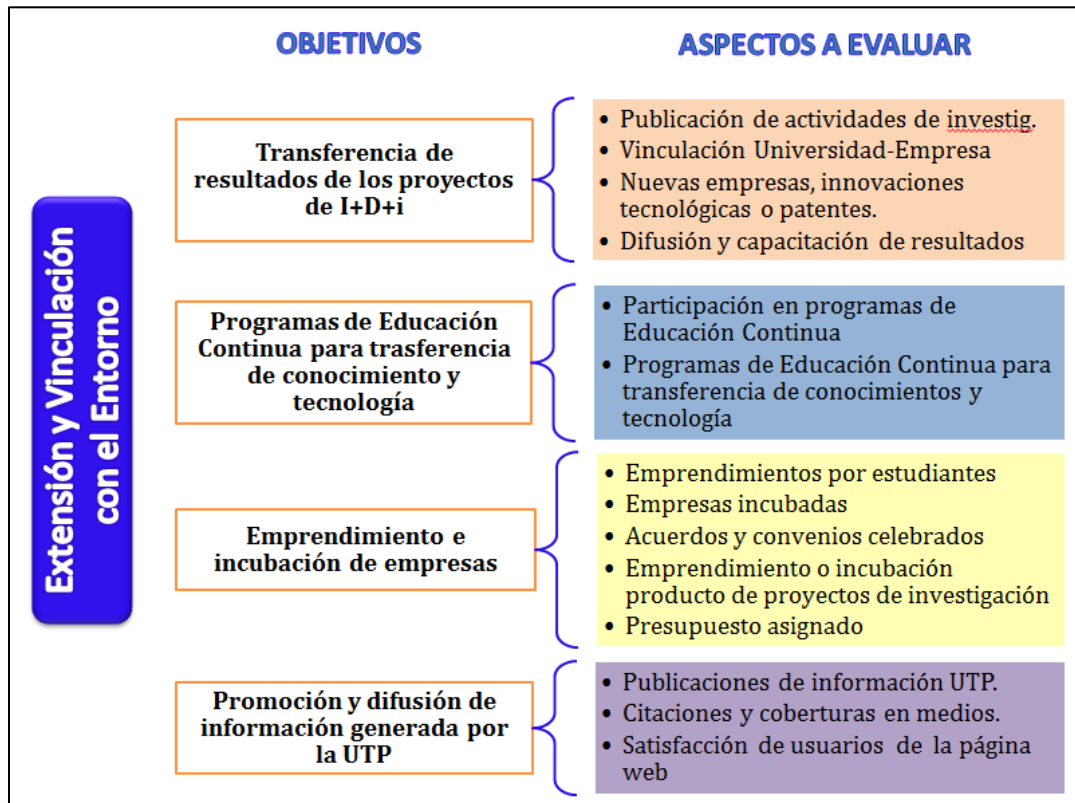 OBJETIVOS
ASPECTOS A EVALUAR
Extensión y Vinculación
con el Entorno
Transferencia de
resultados de los proyectos
de I+D+i
• Publicación de actividades de investig.
• Vinculación Universidad-Empresa
• Nuevas empresas, innovaciones
tecnológicas o patentes.
• Difusión y capacitación de resultados
Programas de Educación
Continua para trasferencia
de conocimiento y
tecnología
• Participación en programas de
Educación Continua
• Programas de Educación Continua para
transferencia de conocimientos y
tecnología
Emprendimiento e
incubación de empresas
• Emprendimientos por estudiantes
• Empresas incubadas
• Acuerdos y convenios celebrados
• Emprendimiento o incubación
producto de proyectos de investigación
• Presupuesto asignado
Promoción y difusión de
información generada por
la UTP
• Publicaciones de información UTP.
• Citaciones y coberturas en medios.
• Satisfacción de usuarios de la página
web